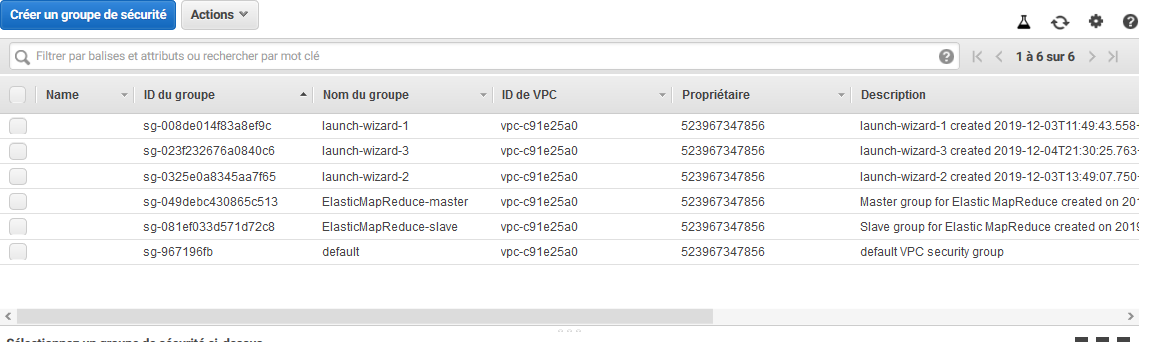 Créer un groupe de sécurité Actions
Filtrer par balises et attributs ou rechercher par mot clé 1 à 6 sur 6
Name ID du groupe Nom du groupe ID de VPC Propriétaire Description
sg-008de014f83a8ef9c launch-wizard-1 vpc-c91e25a0 523967347856 launch-wizard-1 created 2019-12-03T11:49:43.558-
sg-023f232676a0840c6 launch-wizard-3 vpc-c91e25a0 523967347856 launch-wizard-3 created 2019-12-04T21:30:25.763-
sg-0325e0a8345aa7f65 launch-wizard-2 vpc-c91e25a0 523967347856 launch-wizard-2 created 2019-12-03T13:49:07.750-
sg-049debc430865c513 ElasticMapReduce-master vpc-c91e25a0 523967347856 Master group for Elastic MapReduce created on 201
sg-081ef033d571d72c8 ElasticMapReduce-slave vpc-c91e25a0 523967347856 Slave group for Elastic MapReduce created on 2019
sg-967196fb default vpc-c91e25a0 523967347856 default VPC security group